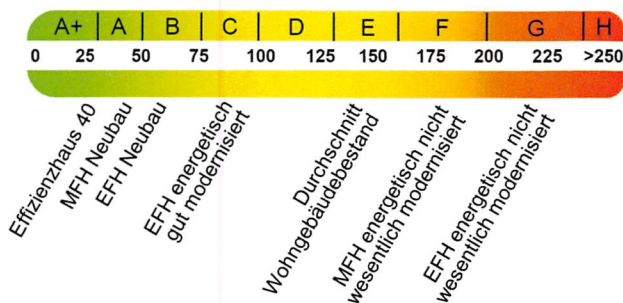 A+ A B C D E F G H
0 25 50 75 100 125 150 175 200 225 >250
Effizienzhaus 40
MFH Neubau
EFH Neubau
EFH energetisch
gut modernisiert
Durchschnitt
Wohngebäudebestand
MFH energetisch nicht
wesentlich modernisiert
EFH energetisch nicht
wesentlich modernisiert